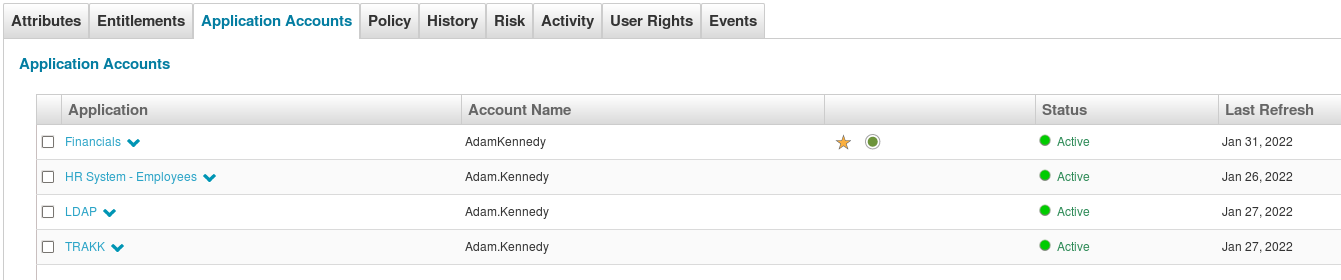 Attributes Entitlements Application Accounts Policy History Risk Activity User Rights Events
Application Accounts
Application Account Name Status Last Refresh
Financials AdamKennedy Active Jan 31, 2022
HR System - Employees Adam.Kennedy Active Jan 26, 2022
LDAP Adam.Kennedy Active Jan 27, 2022
TRAKK Adam.Kennedy Active Jan 27, 2022